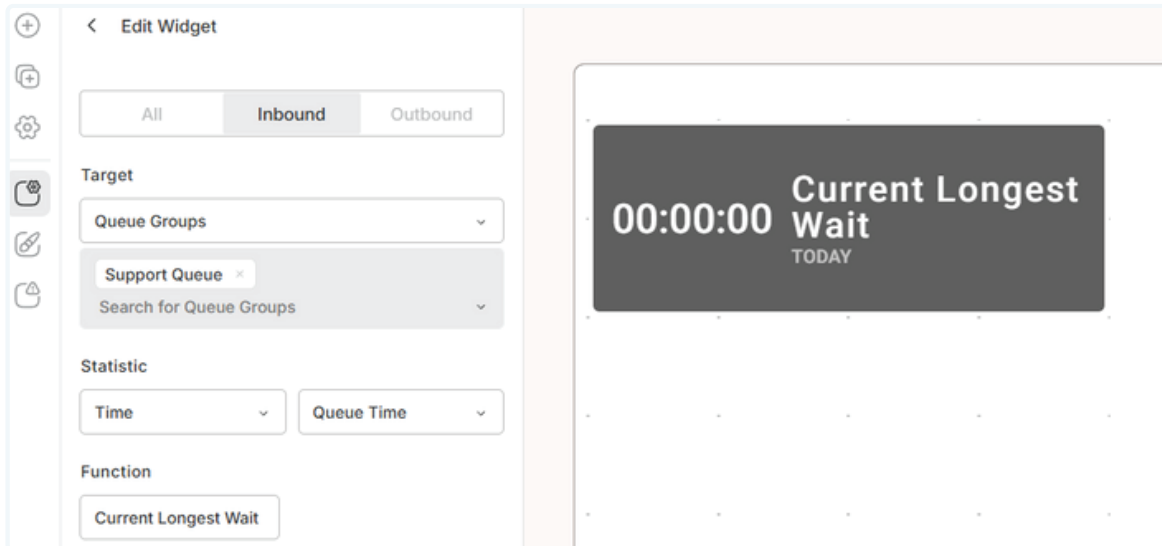 Edit Widget
All
Inbound
Outbound
Target
Queue Groups
Support Queue ×
Search for Queue Groups
Statistic
Time
Queue Time
Function
Current Longest Wait
00:00:00
Current Longest
Wait
TODAY